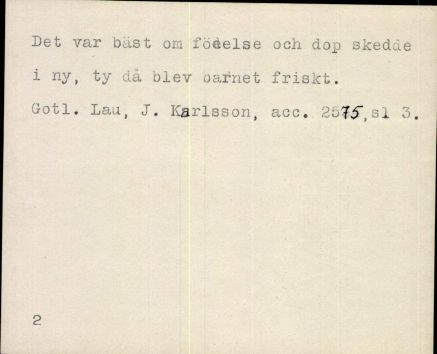 Det var bäst om födelse och dop skedde
i ny, ty då blev barnet friskt.
Gotl. Lau, J. Karlsson, acc. 2575,sl 3.
2